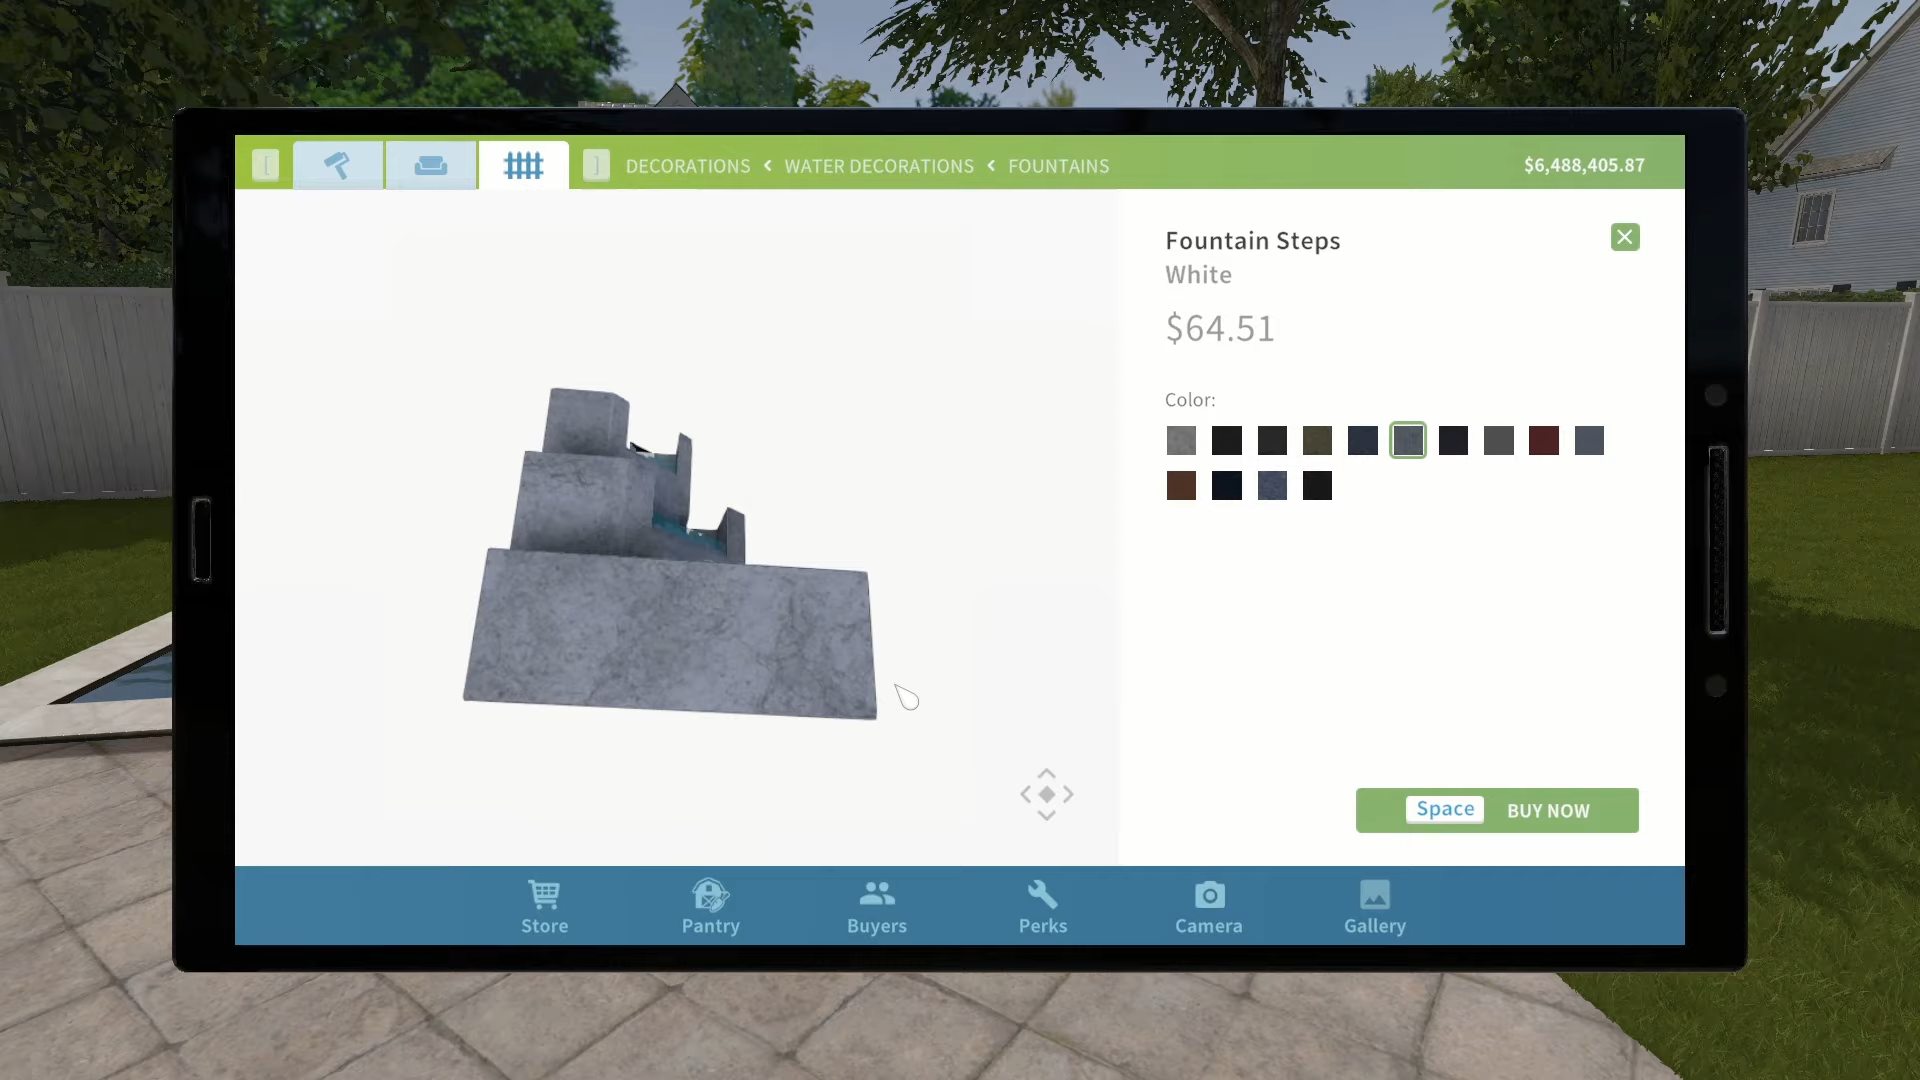 [ ] DECORATIONS < WATER DECORATIONS < FOUNTAINS $6,488,405.87
Fountain Steps
White
$64.51
Color:
Space BUY NOW
Store Pantry Buyers Perks Camera Gallery